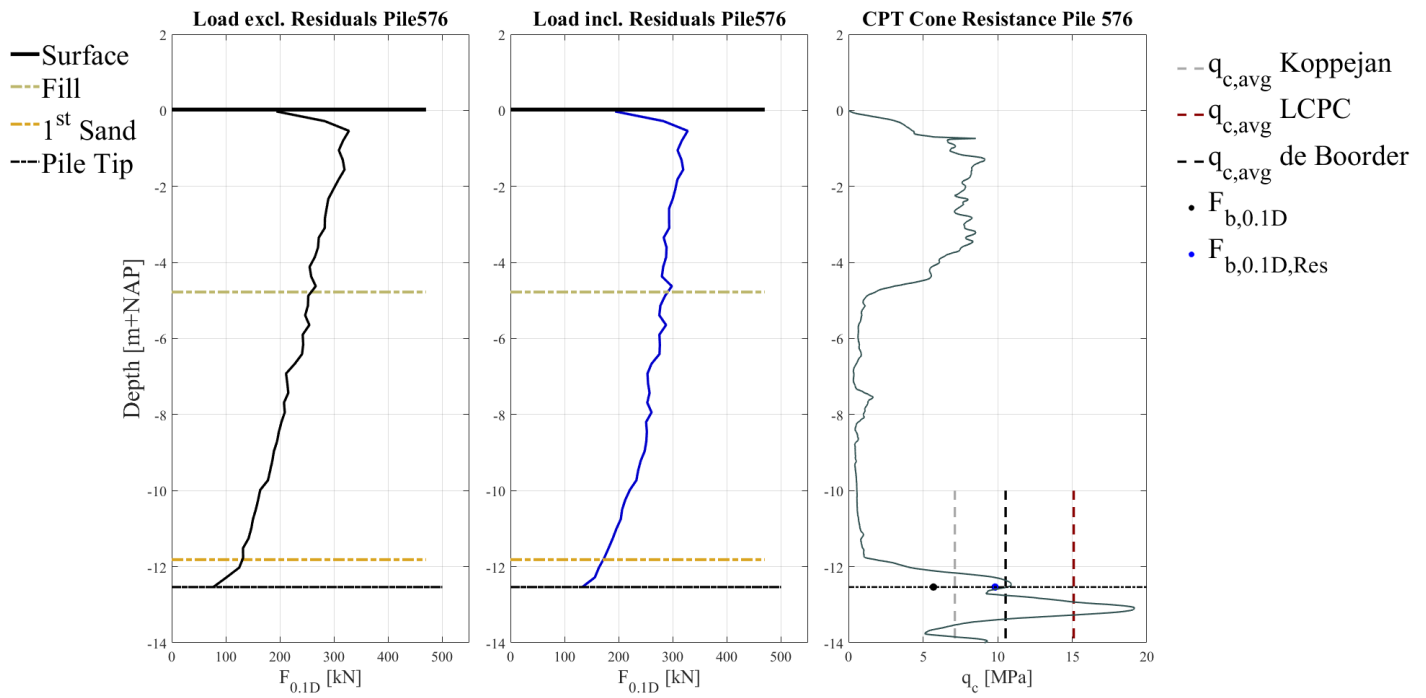 Load excl. Residuals Pile576
Load incl. Residuals Pile576
CPT Cone Resistance Pile 576
Surface
Fill
1st Sand
Pile Tip
Depth [m+NAP]
2
0
-2
-4
-6
-8
-10
-12
-14
0 100 200 300 400 500
F0.1D [kN]
2
0
-2
-4
-6
-8
-10
-12
-14
0 100 200 300 400 500
F0.1D [kN]
2
0
-2
-4
-6
-8
-10
-12
-14
0 5 10 15 20
qc [MPa]
qc,avg Koppejan
qc,avg LCPC
qc,avg de Boorder
Fb,0.1D
Fb,0.1D,Res